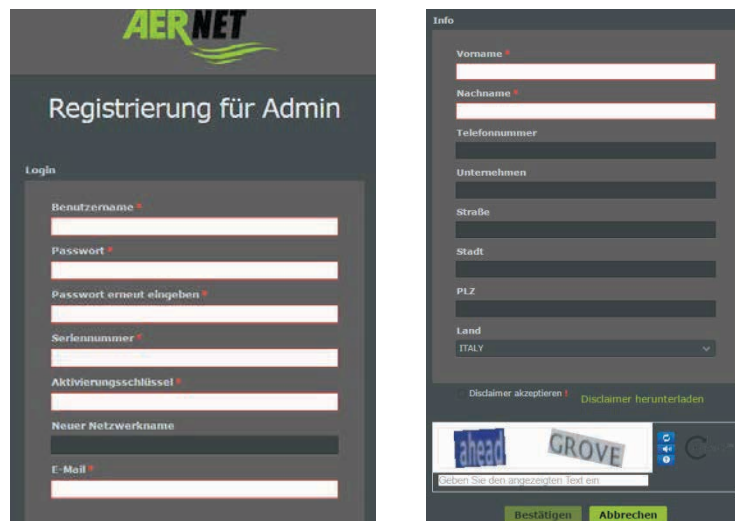 AERNET
Registrierung für Admin
Login
Benutzername *
Passwort *
Passwort erneut eingeben *
Seriennummer *
Aktivierungsschlüssel *
Neuer Netzwerkname
E-Mail *
Info
Vorname *
Nachname *
Telefonnummer
Unternehmen
Straße
Stadt
PLZ
Land
ITALY
Disclaimer akzeptieren !
Disclaimer herunterladen
ahead GROVE
Geben Sie den angezeigten Text ein
Bestätigen Abbrechen